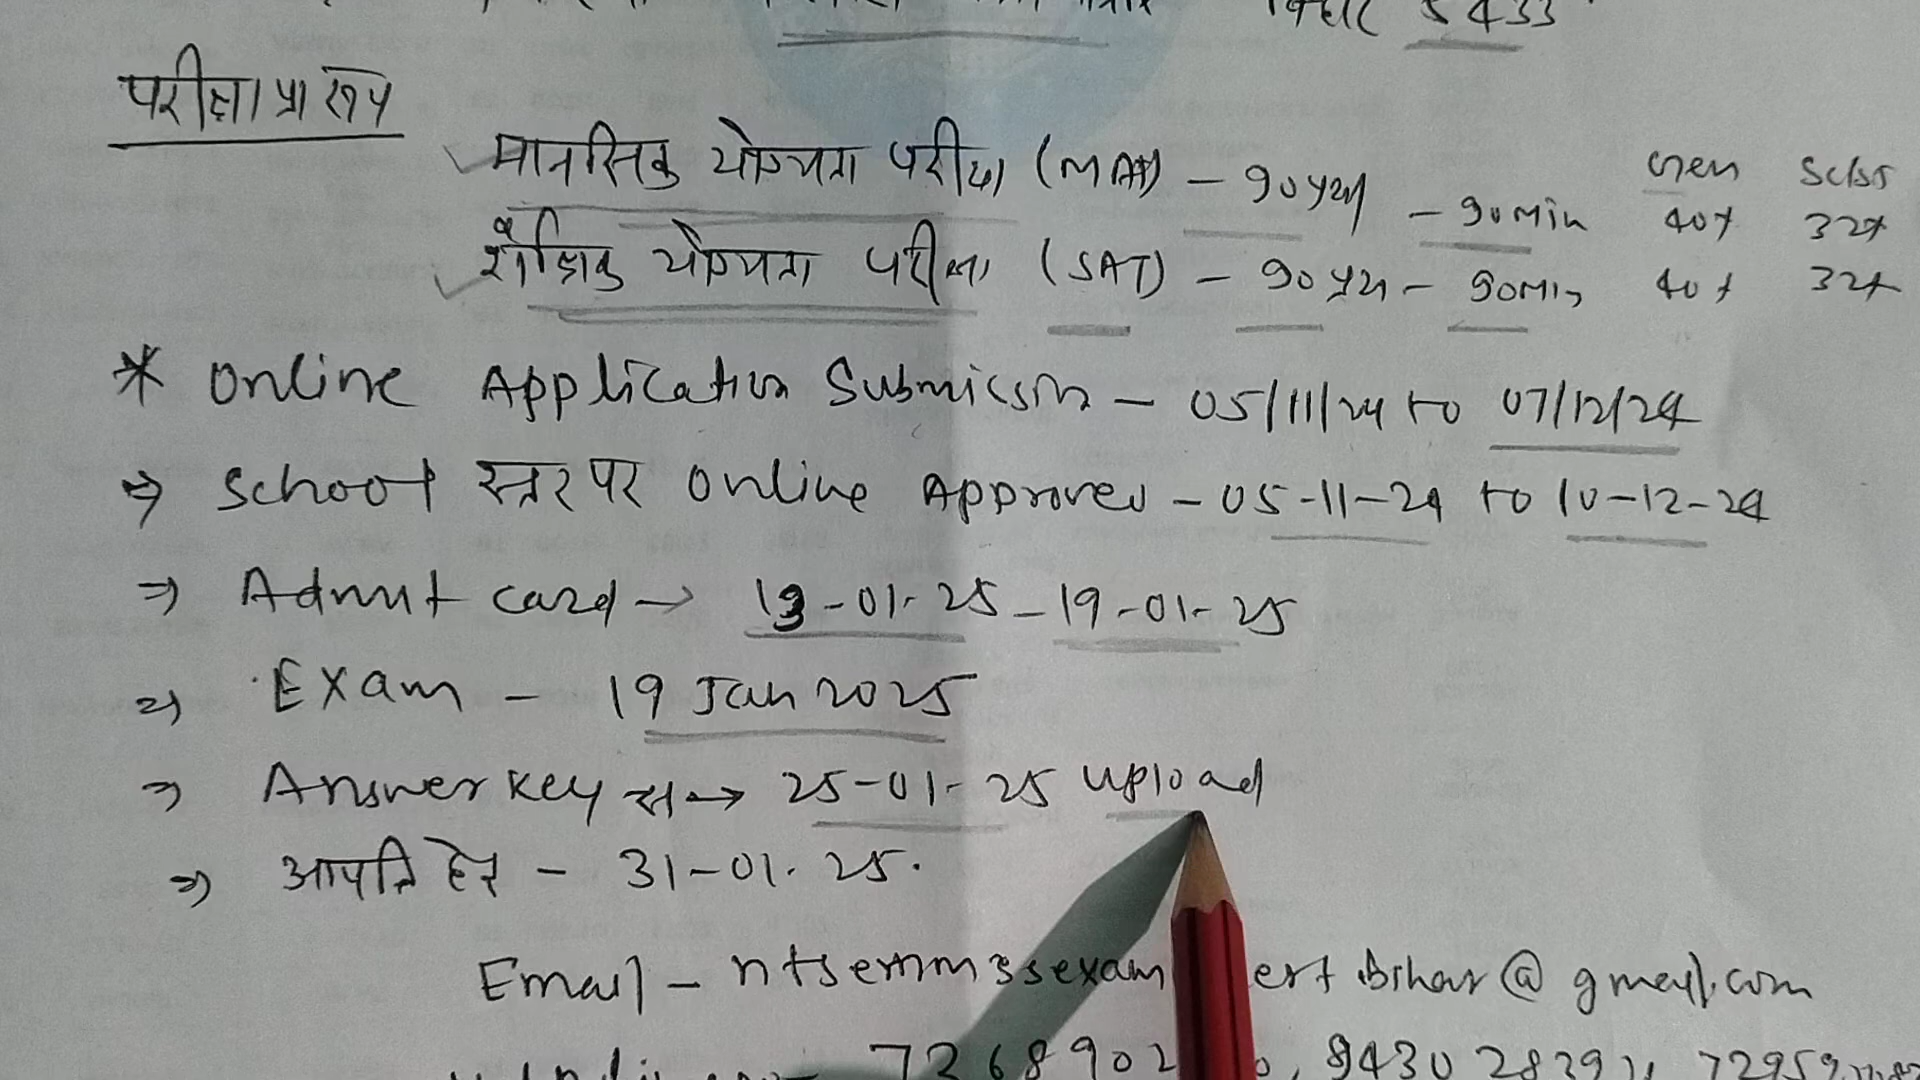 बिहार 5433
परीक्षा प्रारूप
मानसिक योग्यता परीक्षा (MAT) - 90 प्रश्न - 90 Min
Gen SC/ST
40% 32%
शैक्षिक योग्यता परीक्षा (SAT) - 90 प्रश्न - 90 Min 40% 32%
* Online Application Submission - 05/11/24 to 07/12/24
⇒ School स्तर पर Online Approved - 05-11-24 to 10-12-24
⇒ Admit card → 13-01-25 - 19-01-25
⇒ Exam - 19 Jan 2025
⇒ Answer key → 25-01-25 Upload
⇒ आपत्ति हेतु - 31-01-25.
Email - ntsenmmssexam ert bihar@gmail.com